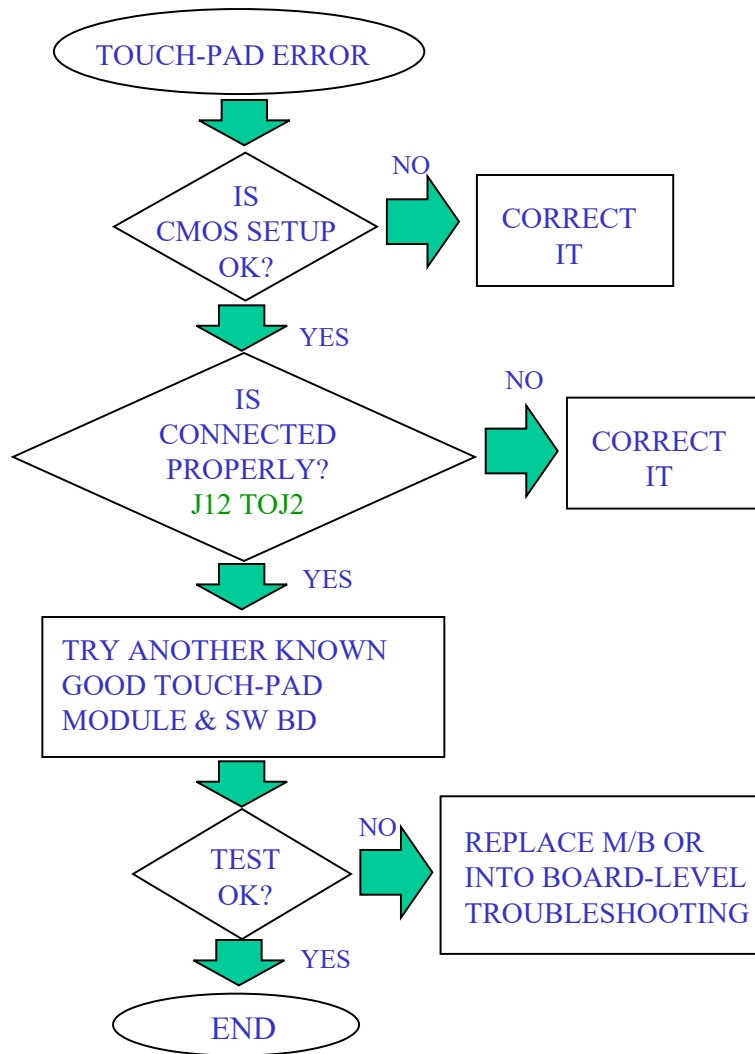 TOUCH-PAD ERROR
IS
CMOS SETUP
OK?
NO
CORRECT
IT
YES
IS
CONNECTED
PROPERLY?
J12 TOJ2
NO
CORRECT
IT
YES
TRY ANOTHER KNOWN
GOOD TOUCH-PAD
MODULE & SW BD
TEST
OK?
NO
REPLACE M/B OR
INTO BOARD-LEVEL
TROUBLESHOOTING
YES
END